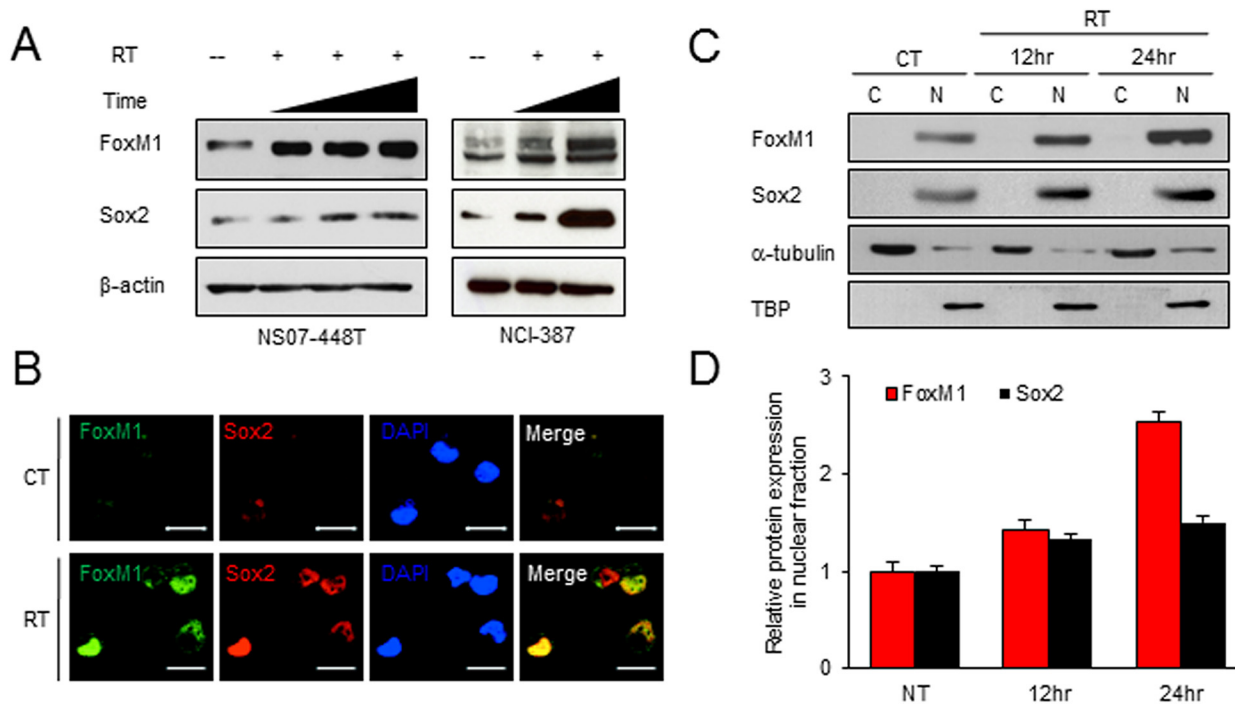 A
RT -- + + + -- + +
Time
FoxM1
Sox2
β-actin
NS07-448T NCI-387
B
CT
FoxM1 Sox2 DAPI Merge
RT
FoxM1 Sox2 DAPI Merge
C
RT
CT 12hr 24hr
C N C N C N
FoxM1
Sox2
α-tubulin
TBP
D
Relative protein expression
in nuclear fraction
3
2
1
0
FoxM1 Sox2
NT 12hr 24hr